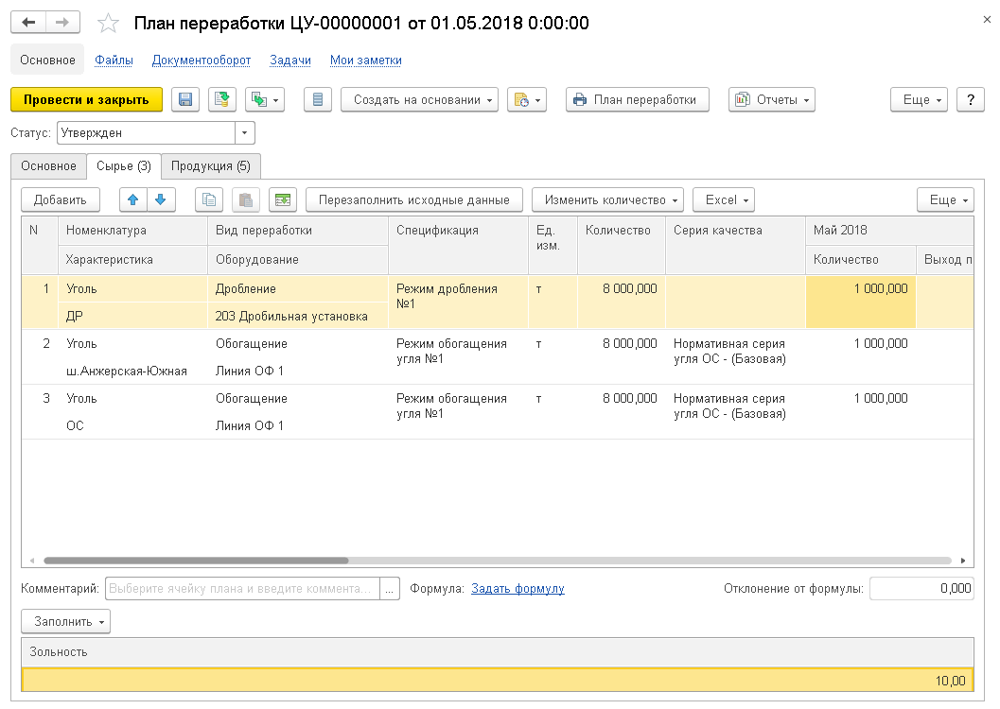 План переработки ЦУ-00000001 от 01.05.2018 0:00:00
Основное Файлы Документооборот Задачи Мои заметки
Провести и закрыть Создать на основании План переработки Отчеты Еще ?
Статус: Утвержден
Основное Сырье (3) Продукция (5)
Добавить Перезаполнить исходные данные Изменить количество Excel Еще
N Номенклатура Вид переработки Спецификация Ед. Количество Серия качества Май 2018
изм.
Характеристика Оборудование Количество Выход п
1 Уголь Дробление Режим дробления т 8 000,000 1 000,000
№1
ДР 203 Дробильная установка
2 Уголь Обогащение Режим обогащения т 8 000,000 Нормативная серия 1 000,000
угля №1 угля ОС - (Базовая)
ш.Анжерская-Южная Линия ОФ 1
3 Уголь Обогащение Режим обогащения т 8 000,000 Нормативная серия 1 000,000
угля №1 угля ОС - (Базовая)
ОС Линия ОФ 1
Комментарий: Выберите ячейку плана и введите коммента... ... Формула: Задать формулу Отклонение от формулы: 0,000
Заполнить
Зольность
10,00